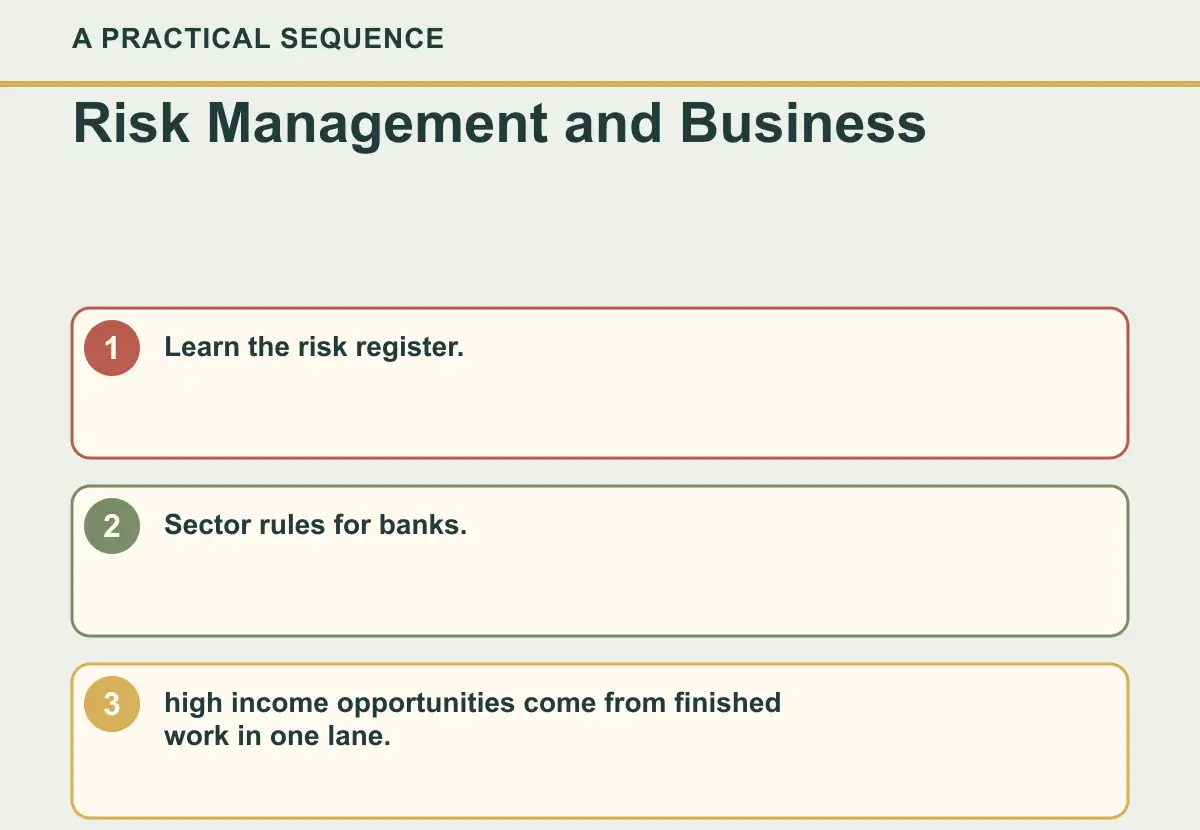 A PRACTICAL SEQUENCE
Risk Management and Business
1
Learn the risk register.
2
Sector rules for banks.
3
high income opportunities come from finished
work in one lane.